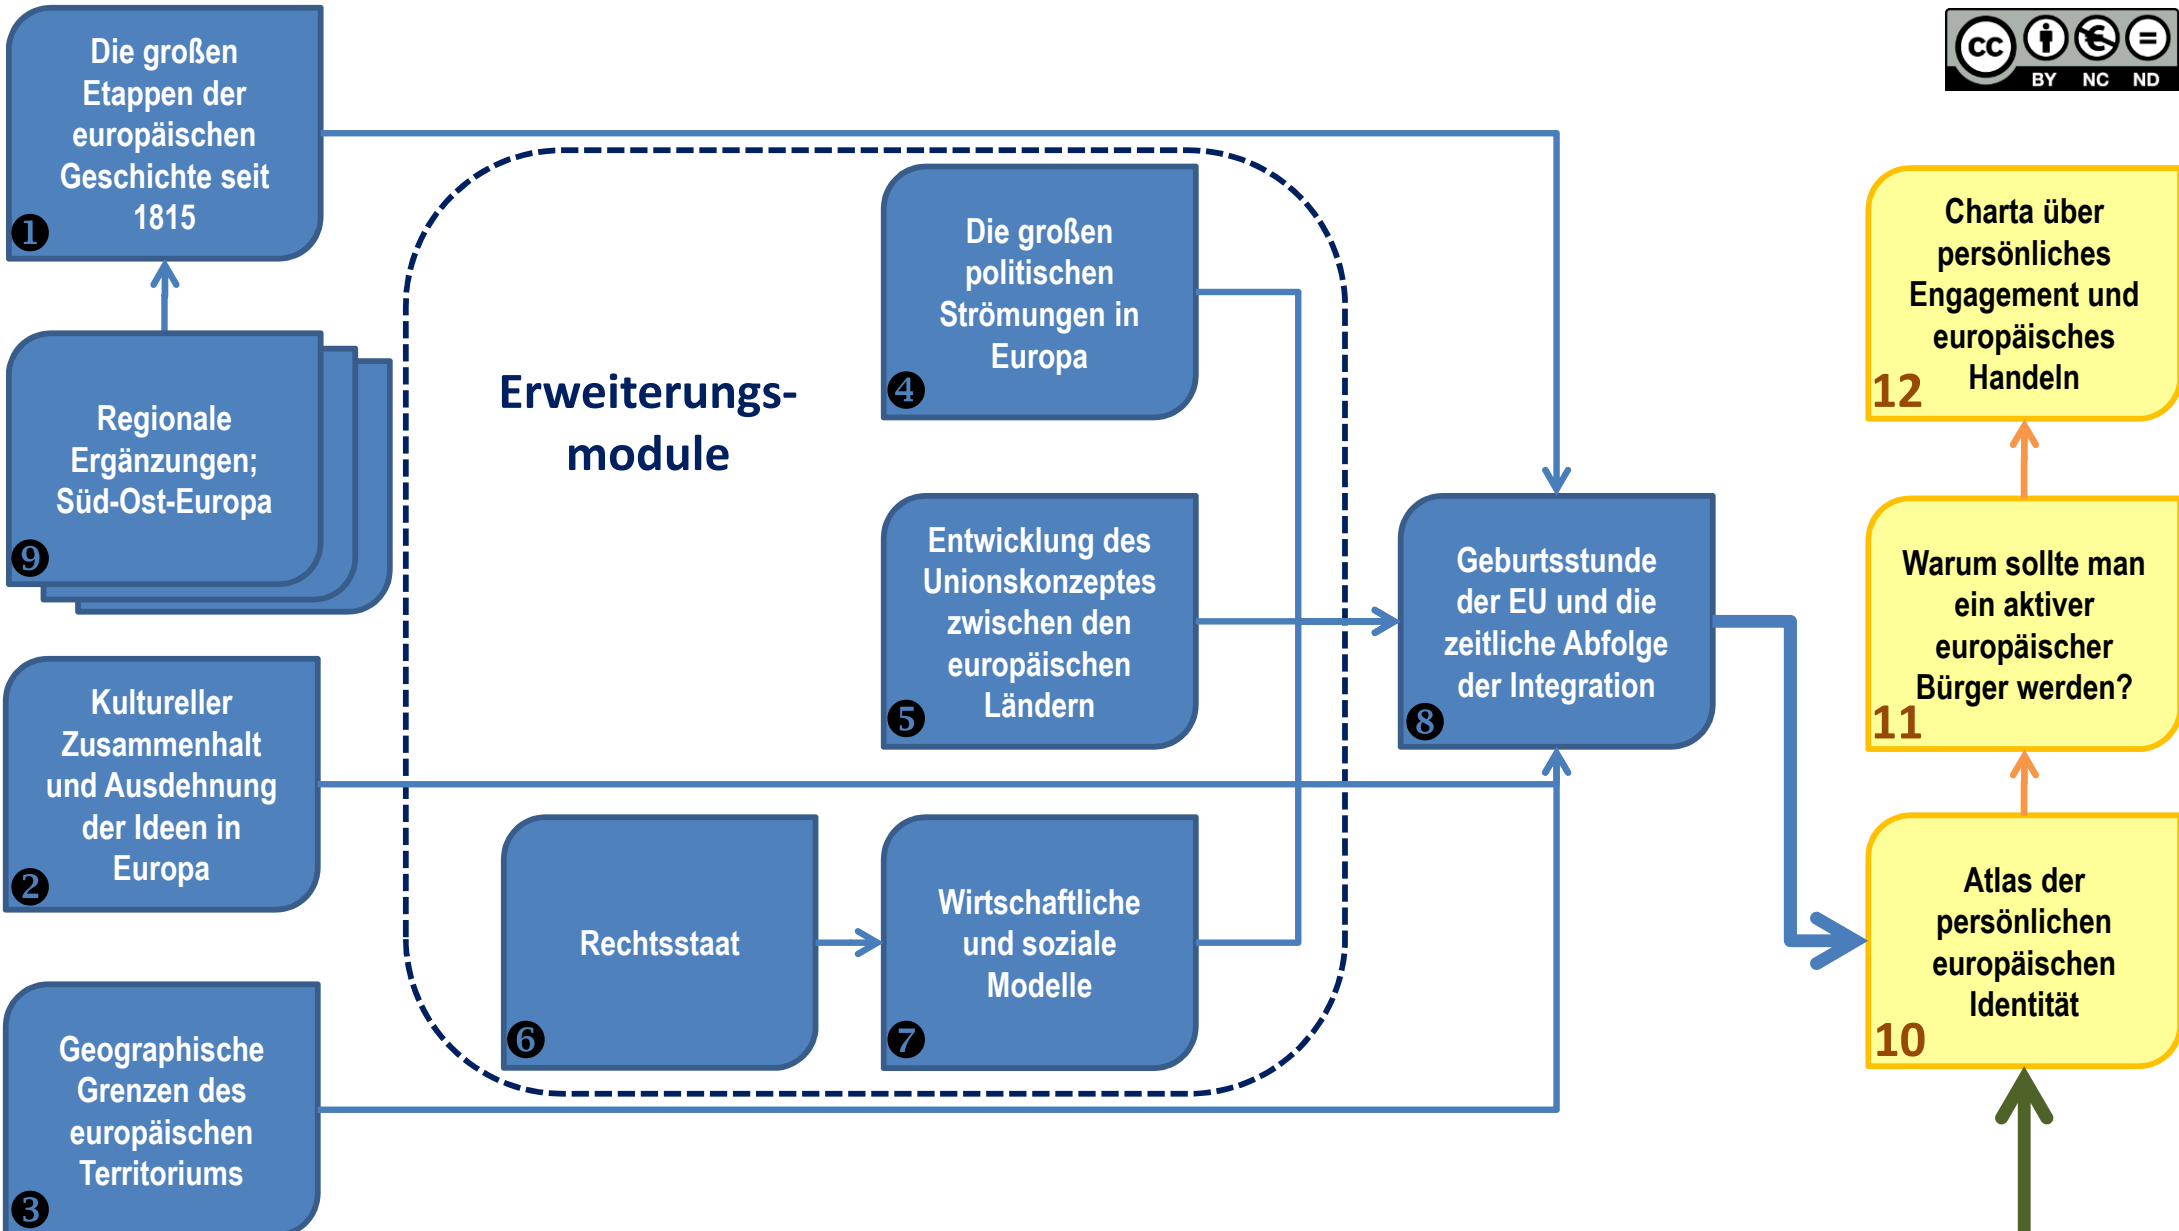 Die großen
Etappen der
europäischen
Geschichte seit
1815
1
Regionale
Ergänzungen;
Süd-Ost-Europa
9
Kultureller
Zusammenhalt
und Ausdehnung
der Ideen in
Europa
2
Geographische
Grenzen des
europäischen
Territoriums
3
Erweiterungs-
module
Die großen
politischen
Strömungen in
Europa
4
Entwicklung des
Unionskonzeptes
zwischen den
europäischen
Ländern
5
Rechtsstaat
6
Wirtschaftliche
und soziale
Modelle
7
Geburtsstunde
der EU und die
zeitliche Abfolge
der Integration
8
cc
BY NC ND
Charta über
persönliches
Engagement und
europäisches
Handeln
12
Warum sollte man
ein aktiver
europäischer
Bürger werden?
11
Atlas der
persönlichen
europäischen
Identität
10